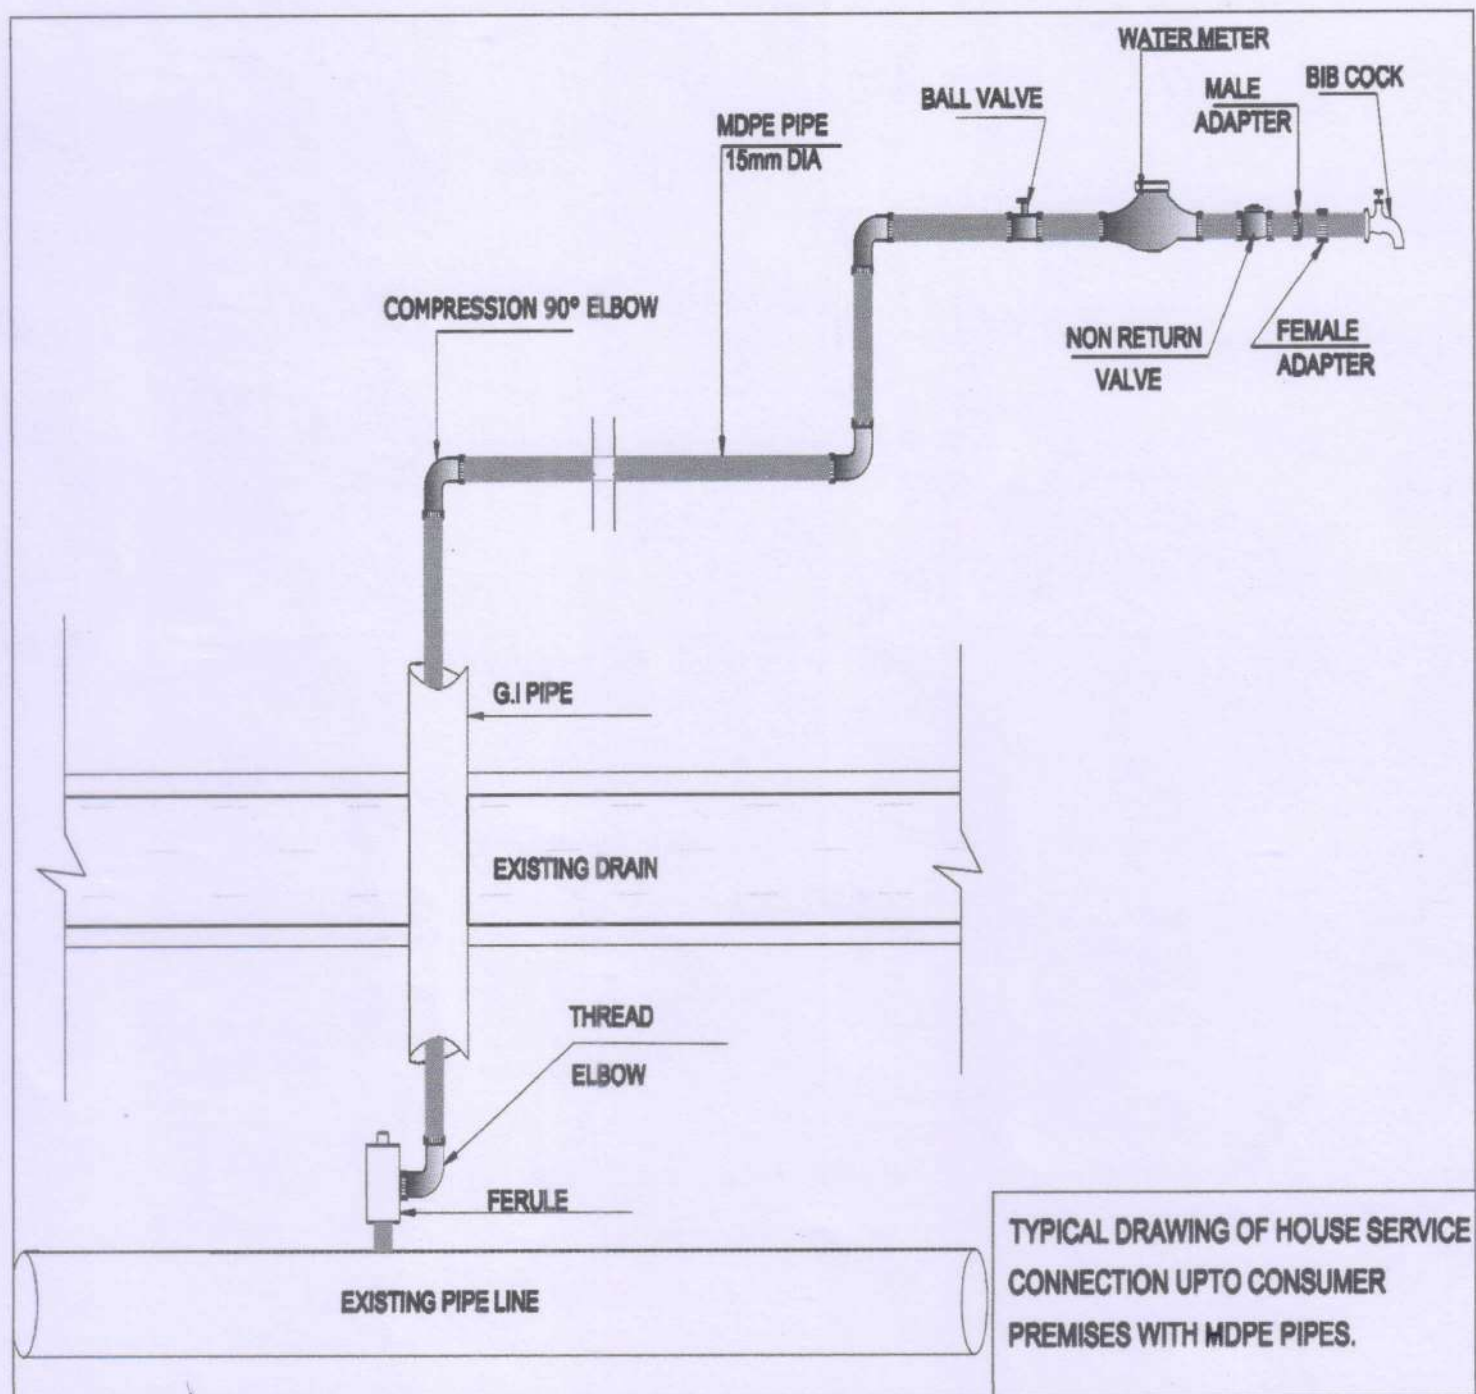 WATER METER
BIB COCK
MALE
ADAPTER
BALL VALVE
MDPE PIPE
15mm DIA
COMPRESSION 90° ELBOW
NON RETURN
VALVE
FEMALE
ADAPTER
G.I PIPE
EXISTING DRAIN
THREAD
ELBOW
FERULE
EXISTING PIPE LINE
TYPICAL DRAWING OF HOUSE SERVICE
CONNECTION UPTO CONSUMER
PREMISES WITH MDPE PIPES.